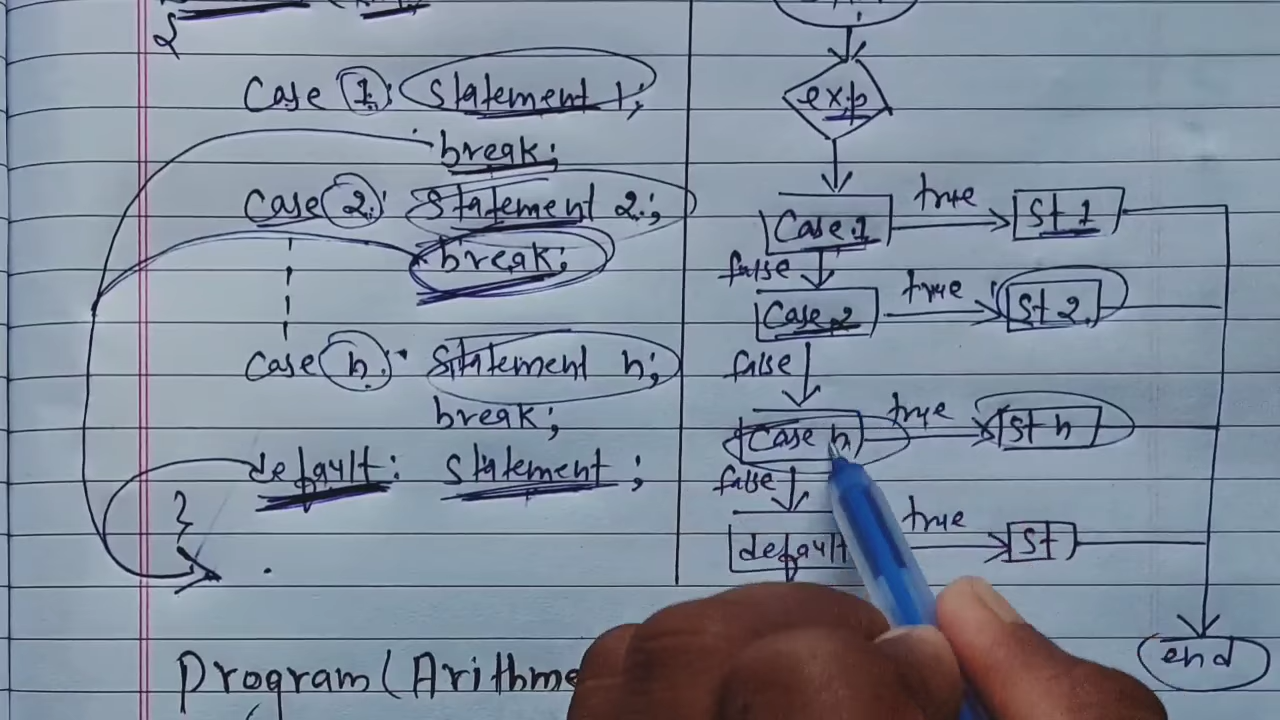 {
Case 1: Statement 1;
break;
Case 2: Statement 2;
break;
Case n: Statement n;
break;
default: Statement;
}
Program (Arithme
exp
Case 1 true St 1
false
Case 2 true St 2
false
Case n true St n
false
default true St
end